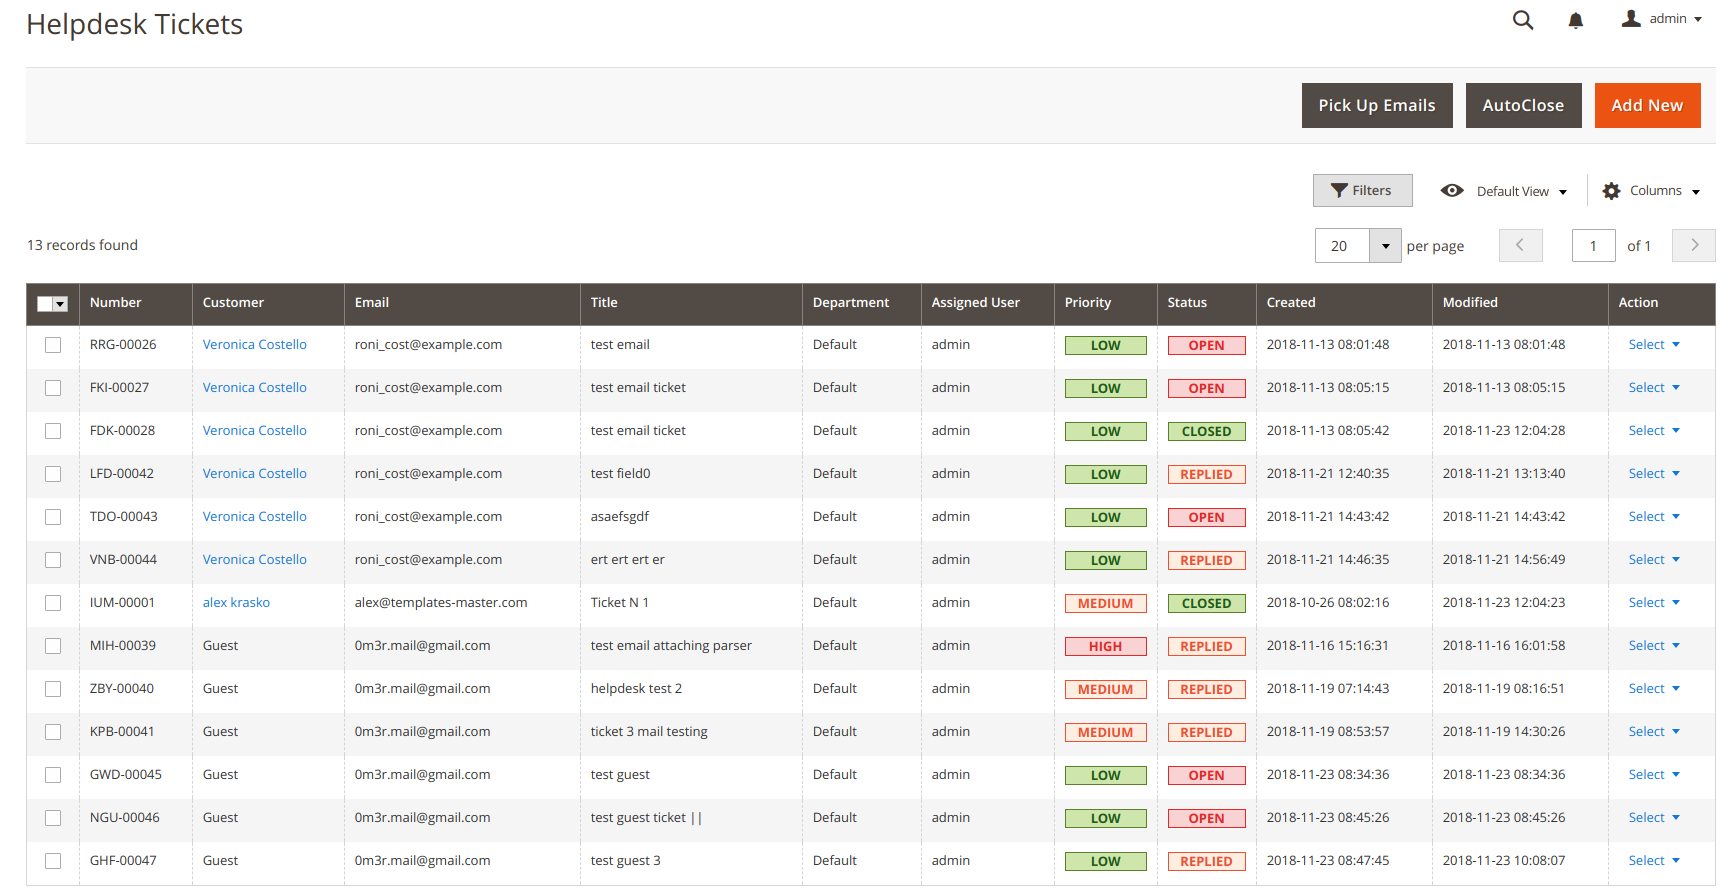 Helpdesk Tickets
admin
Pick Up Emails AutoClose Add New
Filters Default View Columns
13 records found 20 per page 1 of 1
Number Customer Email Title Department Assigned User Priority Status Created Modified Action
RRG-00026 Veronica Costello roni_cost@example.com test email Default admin LOW OPEN 2018-11-13 08:01:48 2018-11-13 08:01:48 Select
FKI-00027 Veronica Costello roni_cost@example.com test email ticket Default admin LOW OPEN 2018-11-13 08:05:15 2018-11-13 08:05:15 Select
FDK-00028 Veronica Costello roni_cost@example.com test email ticket Default admin LOW CLOSED 2018-11-13 08:05:42 2018-11-23 12:04:28 Select
LFD-00042 Veronica Costello roni_cost@example.com test field0 Default admin LOW REPLIED 2018-11-21 12:40:35 2018-11-21 13:13:40 Select
TDO-00043 Veronica Costello roni_cost@example.com asaefsgdf Default admin LOW OPEN 2018-11-21 14:43:42 2018-11-21 14:43:42 Select
VNB-00044 Veronica Costello roni_cost@example.com ert ert ert er Default admin LOW REPLIED 2018-11-21 14:46:35 2018-11-21 14:56:49 Select
IUM-00001 alex krasko alex@templates-master.com Ticket N 1 Default admin MEDIUM CLOSED 2018-10-26 08:02:16 2018-11-23 12:04:23 Select
MIH-00039 Guest 0m3r.mail@gmail.com test email attaching parser Default admin HIGH REPLIED 2018-11-16 15:16:31 2018-11-16 16:01:58 Select
ZBY-00040 Guest 0m3r.mail@gmail.com helpdesk test 2 Default admin MEDIUM REPLIED 2018-11-19 07:14:43 2018-11-19 08:16:51 Select
KPB-00041 Guest 0m3r.mail@gmail.com ticket 3 mail testing Default admin MEDIUM REPLIED 2018-11-19 08:53:57 2018-11-19 14:30:26 Select
GWD-00045 Guest 0m3r.mail@gmail.com test guest Default admin LOW OPEN 2018-11-23 08:34:36 2018-11-23 08:34:36 Select
NGU-00046 Guest 0m3r.mail@gmail.com test guest ticket || Default admin LOW OPEN 2018-11-23 08:45:26 2018-11-23 08:45:26 Select
GHF-00047 Guest 0m3r.mail@gmail.com test guest 3 Default admin LOW REPLIED 2018-11-23 08:47:45 2018-11-23 10:08:07 Select